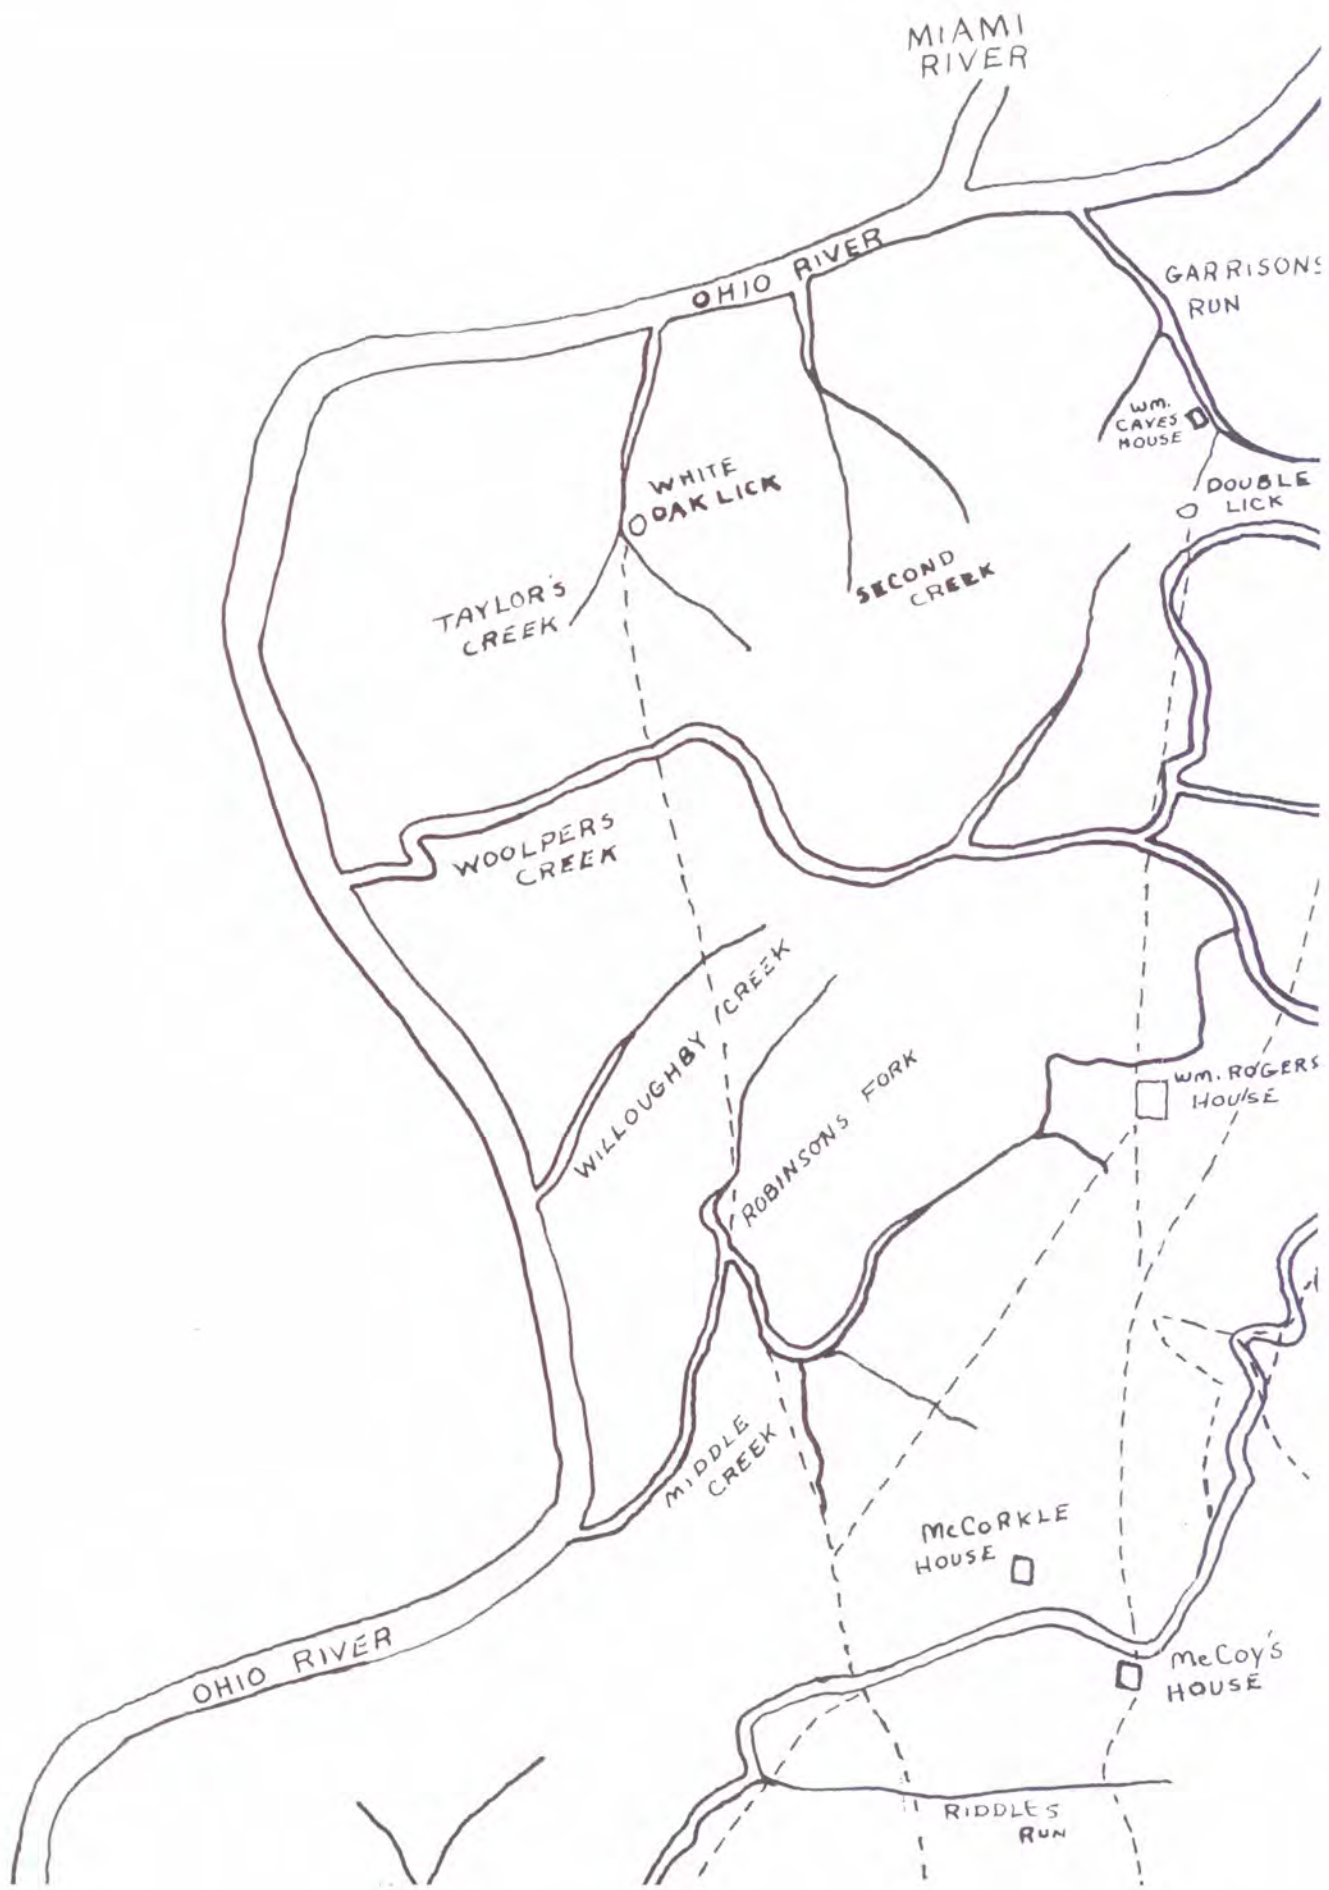 MIAMI
RIVER
OHIO RIVER
GARRISONS
RUN
WM.
CAVES
HOUSE
WHITE
OAK LICK
DOUBLE
LICK
SECOND
CREEK
TAYLOR'S
CREEK
WOOLPERS
CREEK
WILLOUGHBY CREEK
ROBINSONS FORK
WM. ROGERS
HOUSE
MIDDLE
CREEK
McCORKLE
HOUSE
OHIO RIVER
McCoy's
HOUSE
RIDDLES
RUN